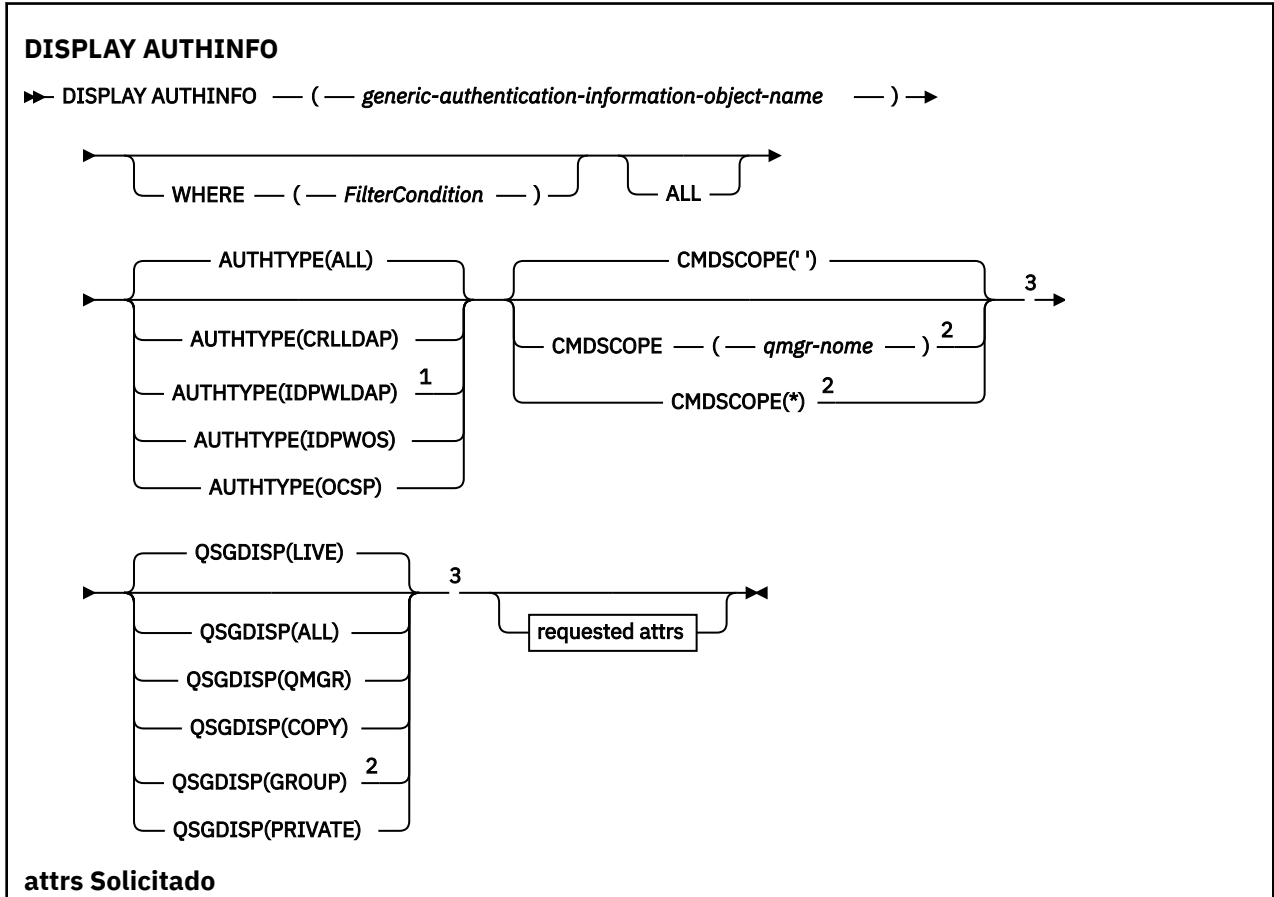 DISPLAY AUTHINFO
DISPLAY AUTHINFO ( generic-authentication-information-object-name )
WHERE ( FilterCondition ) ALL
AUTHTYPE(ALL) CMDSCOPE(' ')
3
AUTHTYPE(CRLLDAP) CMDSCOPE ( qmgr-nome ) 2
AUTHTYPE(IDPWLDAP) 1 CMDSCOPE(*) 2
AUTHTYPE(IDPWOS)
AUTHTYPE(OCSP)
QSGDISP(LIVE)
3
QSGDISP(ALL) requested attrs
QSGDISP(QMGR)
QSGDISP(COPY)
QSGDISP(GROUP) 2
QSGDISP(PRIVATE)
attrs Solicitado